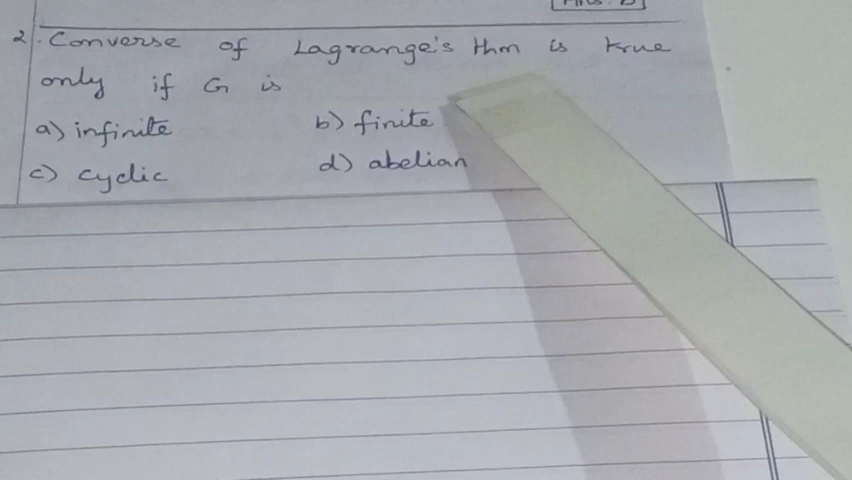 2. Converse of Lagrange's thm is true
only if G is
a) infinite b) finite
c) cyclic d) abelian